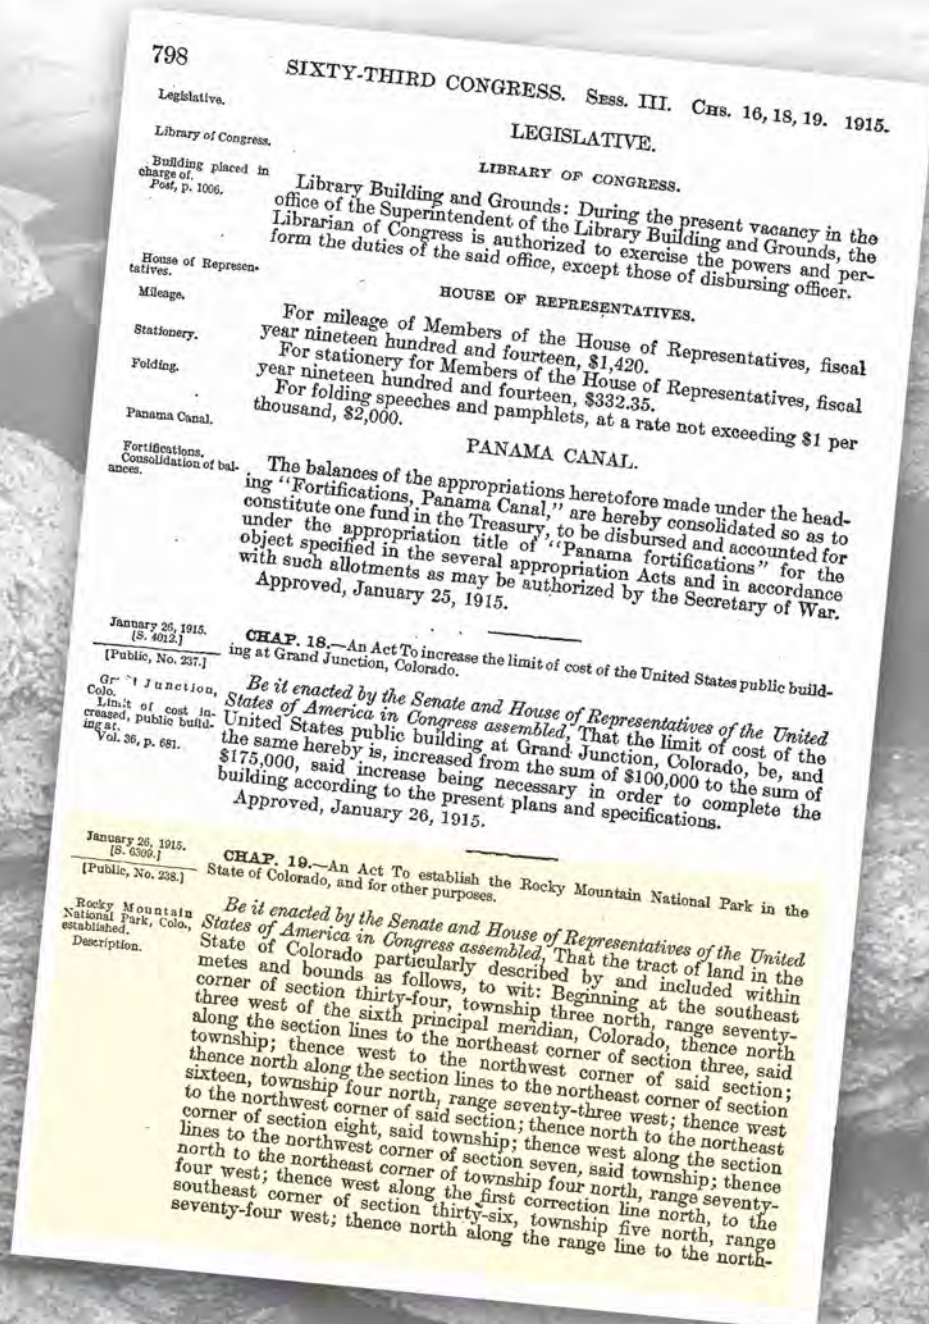 798
SIXTY-THIRD CONGRESS. SESS. III. CHS. 16, 18, 19. 1915.
Legislative.
LEGISLATIVE.
Library of Congress.
LIBRARY OF CONGRESS.
Building placed in
charge of.
Post, p. 1006.
Library Building and Grounds: During the present vacancy in the
office of the Superintendent of the Library Building and Grounds, the
Librarian of Congress is authorized to exercise the powers and per-
form the duties of the said office, except those of disbursing officer.
House of Represen-
tatives.
HOUSE OF REPRESENTATIVES.
Mileage.
For mileage of Members of the House of Representatives, fiscal
year nineteen hundred and fourteen, $1,420.
Stationery.
For stationery for Members of the House of Representatives, fiscal
year nineteen hundred and fourteen, $332.35.
Folding.
For folding speeches and pamphlets, at a rate not exceeding $1 per
thousand, $2,000.
Panama Canal.
PANAMA CANAL.
Fortifications.
Consolidation of bal-
ances.
The balances of the appropriations heretofore made under the head-
ing "Fortifications, Panama Canal," are hereby consolidated so as to
constitute one fund in the Treasury, to be disbursed and accounted for
under the appropriation title of "Panama fortifications" for the
object specified in the several appropriation Acts and in accordance
with such allotments as may be authorized by the Secretary of War.
Approved, January 25, 1915.
January 26, 1915.
[S. 4012.]
[Public, No. 237.]
CHAP. 18.—An Act To increase the limit of cost of the United States public build-
ing at Grand Junction, Colorado.
Junction,
Colo.
Limit of cost in-
creased, public build-
ing at.
Vol. 36, p. 681.
Be it enacted by the Senate and House of Representatives of the United
States of America in Congress assembled, That the limit of cost of the
United States public building at Grand Junction, Colorado, be, and
the same hereby is, increased from the sum of $100,000 to the sum of
$175,000, said increase being necessary in order to complete the
building according to the present plans and specifications.
Approved, January 26, 1915.
January 26, 1915.
[S. 6309.]
[Public, No. 238.]
CHAP. 19.—An Act To establish the Rocky Mountain National Park in the
State of Colorado, and for other purposes.
Rocky Mountain
National Park, Colo.,
established.
Description.
Be it enacted by the Senate and House of Representatives of the United
States of America in Congress assembled, That the tract of land in the
State of Colorado particularly described by and included within
metes and bounds as follows, to wit: Beginning at the southeast
corner of section thirty-four, township three north, range seventy-
three west of the sixth principal meridian, Colorado, thence north
along the section lines to the northeast corner of section three, said
township; thence west to the northwest corner of said section;
thence north along the section lines to the northeast corner of section
sixteen, township four north, range seventy-three west; thence west
to the northwest corner of said section; thence north to the northeast
corner of section eight, said township; thence west along the section
lines to the northwest corner of section seven, said township; thence
north to the northeast corner of township four north, range seventy-
four west; thence west along the first correction line north, to the
southeast corner of section thirty-six, township five north, range
seventy-four west; thence north along the range line to the north-